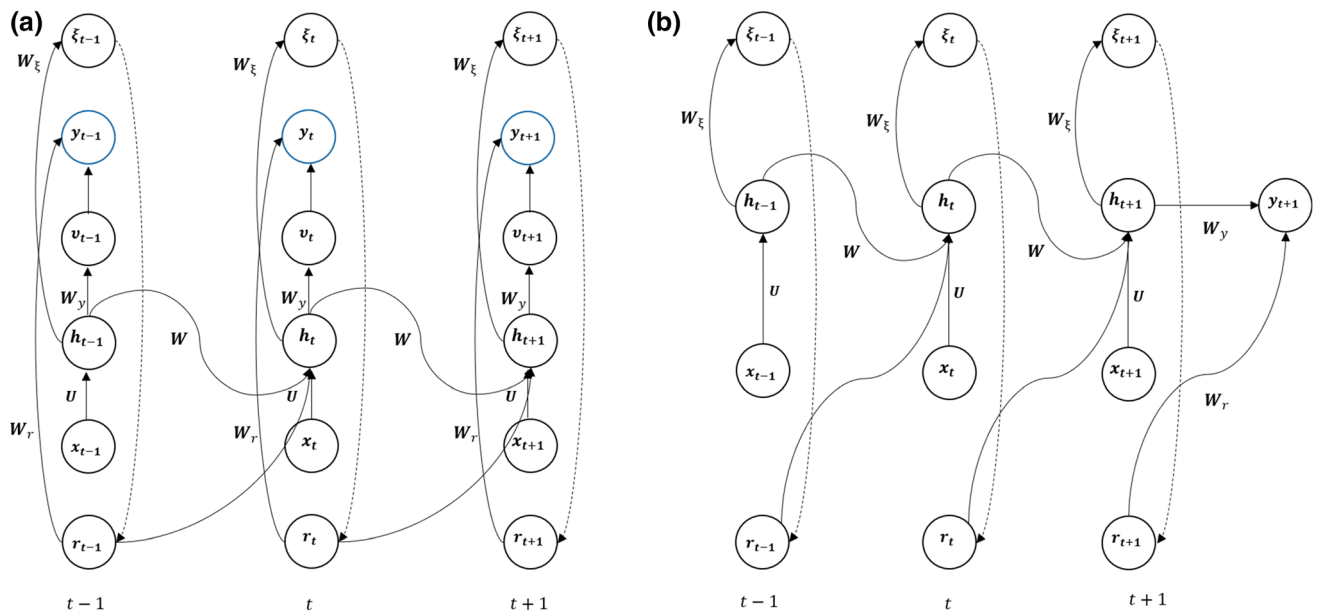 (a)
ξt−1 ξt ξt+1
Wξ Wξ Wξ
yt−1 yt yt+1
vt−1 vt vt+1
Wy Wy Wy
ht−1 ht ht+1
W W
U U U
Wr Wr Wr
xt−1 xt xt+1
rt−1 rt rt+1
t − 1 t t + 1
(b)
ξt−1 ξt ξt+1
Wξ Wξ Wξ
ht−1 ht ht+1 yt+1
Wy
W W
U U U
xt−1 xt xt+1
Wr
rt−1 rt rt+1
t − 1 t t + 1